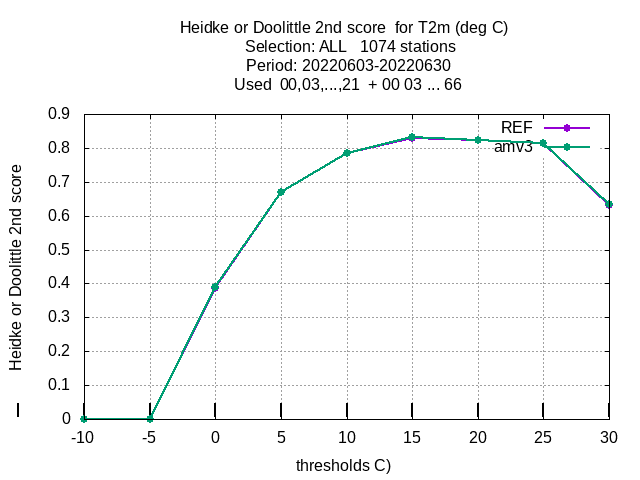 Heidke or Doolittle 2nd score  for T2m (deg C)
Selection: ALL   1074 stations
Period: 20220603-20220630
Used  00,03,...,21  + 00 03 ... 66
Heidke or Doolittle 2nd score
0.9
0.8
0.7
0.6
0.5
0.4
0.3
0.2
0.1
0
REF
amv3
-10 -5 0 5 10 15 20 25 30
thresholds C)